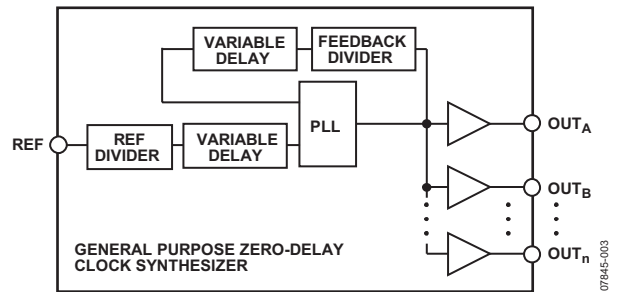 VARIABLE
DELAY
FEEDBACK
DIVIDER
PLL
REF
REF
DIVIDER
VARIABLE
DELAY
OUTA
OUTB
OUTn
GENERAL PURPOSE ZERO-DELAY
CLOCK SYNTHESIZER
07845-003